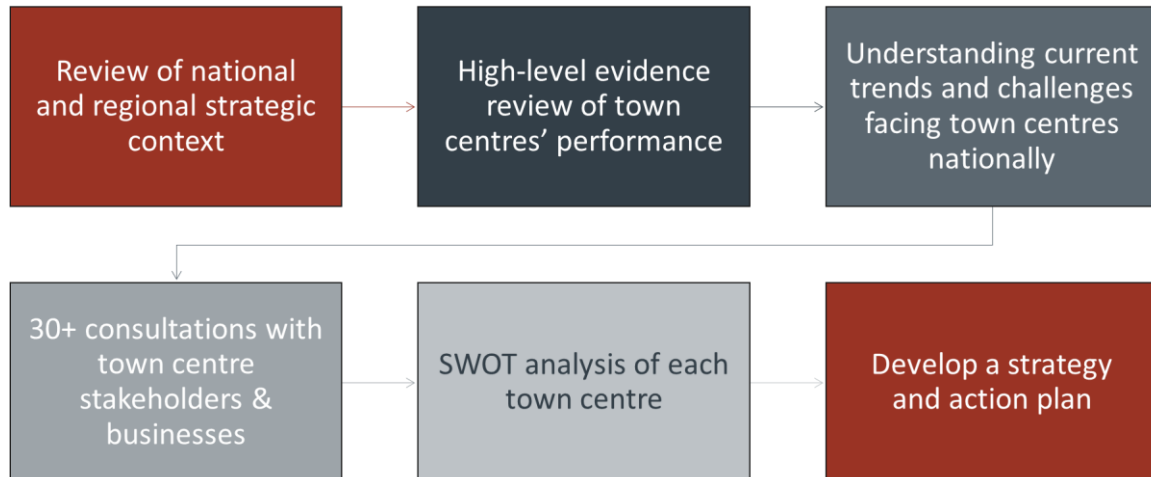 Review of national
and regional strategic
context
High-level evidence
review of town
centres’ performance
Understanding current
trends and challenges
facing town centres
nationally
30+ consultations with
town centre
stakeholders &
businesses
SWOT analysis of each
town centre
Develop a strategy
and action plan